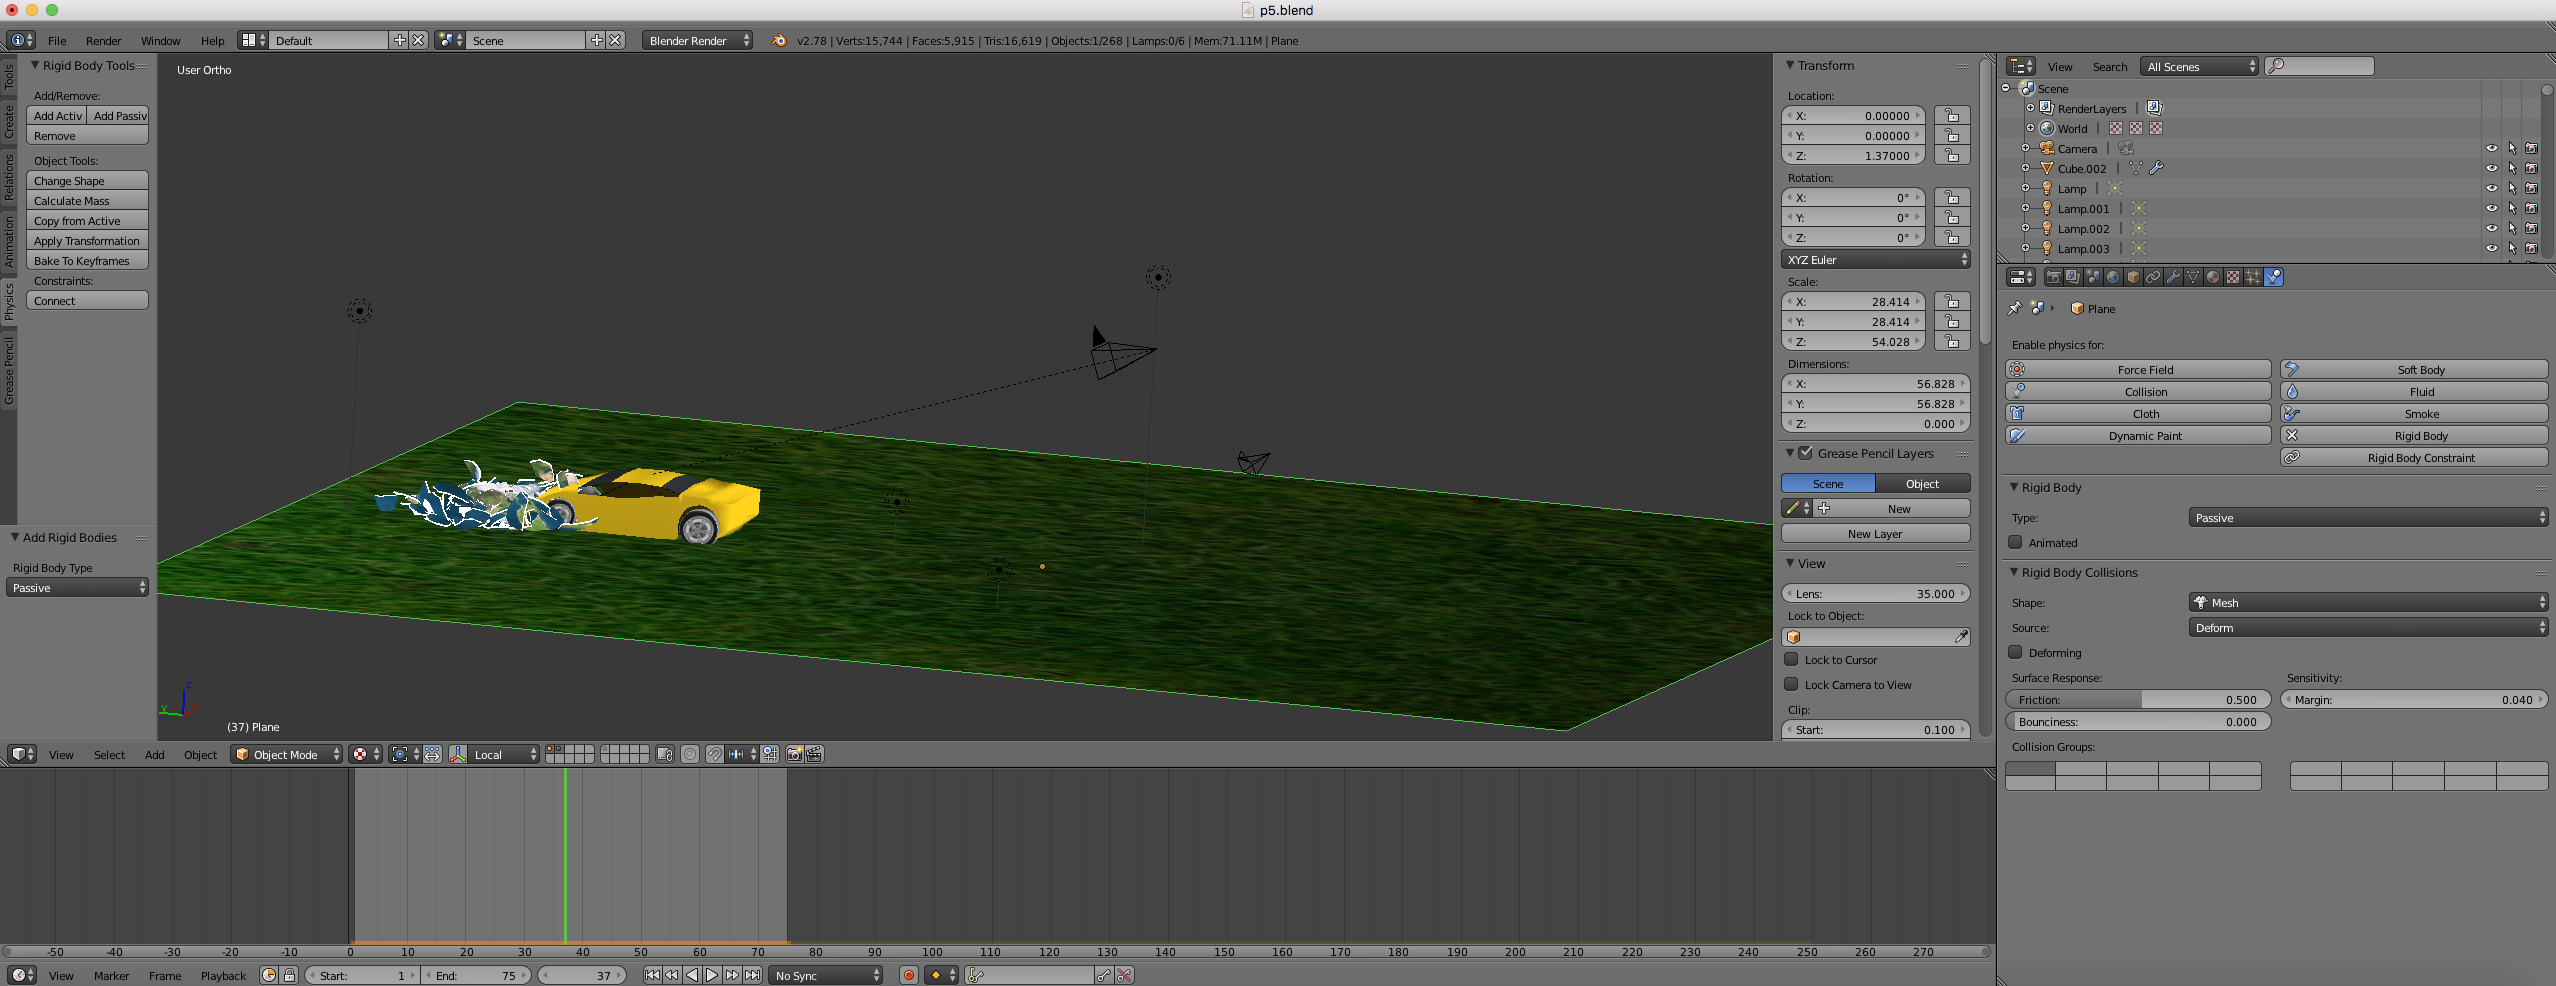 p5.blend
File Render Window Help Default Scene Blender Render v2.78 | Verts:15,744 | Faces:5,915 | Tris:16,619 | Objects:1/268 | Lamps:0/6 | Mem:71.11M | Plane
Tools
Create
Relations
Animation
Physics
Grease Pencil
Rigid Body Tools
Add/Remove:
Add Activ Add Passiv
Remove
Object Tools:
Change Shape
Calculate Mass
Copy from Active
Apply Transformation
Bake To Keyframes
Constraints:
Connect
Add Rigid Bodies
Rigid Body Type
Passive
User Ortho
(37) Plane
z
y
View Select Add Object Object Mode Local
Transform
Location:
X: 0.00000
Y: 0.00000
Z: 1.37000
Rotation:
X: 0°
Y: 0°
Z: 0°
XYZ Euler
Scale:
X: 28.414
Y: 28.414
Z: 54.028
Dimensions:
X: 56.828
Y: 56.828
Z: 0.000
Grease Pencil Layers
Scene Object
New
New Layer
View
Lens: 35.000
Lock to Object:
Lock to Cursor
Lock Camera to View
Clip:
Start: 0.100
View Search All Scenes
Scene
RenderLayers |
World |
Camera |
Cube.002 |
Lamp |
Lamp.001 |
Lamp.002 |
Lamp.003 |
Plane
Enable physics for:
Force Field Soft Body
Collision Fluid
Cloth Smoke
Dynamic Paint Rigid Body
Rigid Body Constraint
Rigid Body
Type: Passive
Animated
Rigid Body Collisions
Shape: Mesh
Source: Deform
Deforming
Surface Response: Sensitivity:
Friction: 0.500 Margin: 0.040
Bounciness: 0.000
Collision Groups:
-50 -40 -30 -20 -10 0 10 20 30 40 50 60 70 80 90 100 110 120 130 140 150 160 170 180 190 200 210 220 230 240 250 260 270
View Marker Frame Playback Start: 1 End: 75 37 No Sync